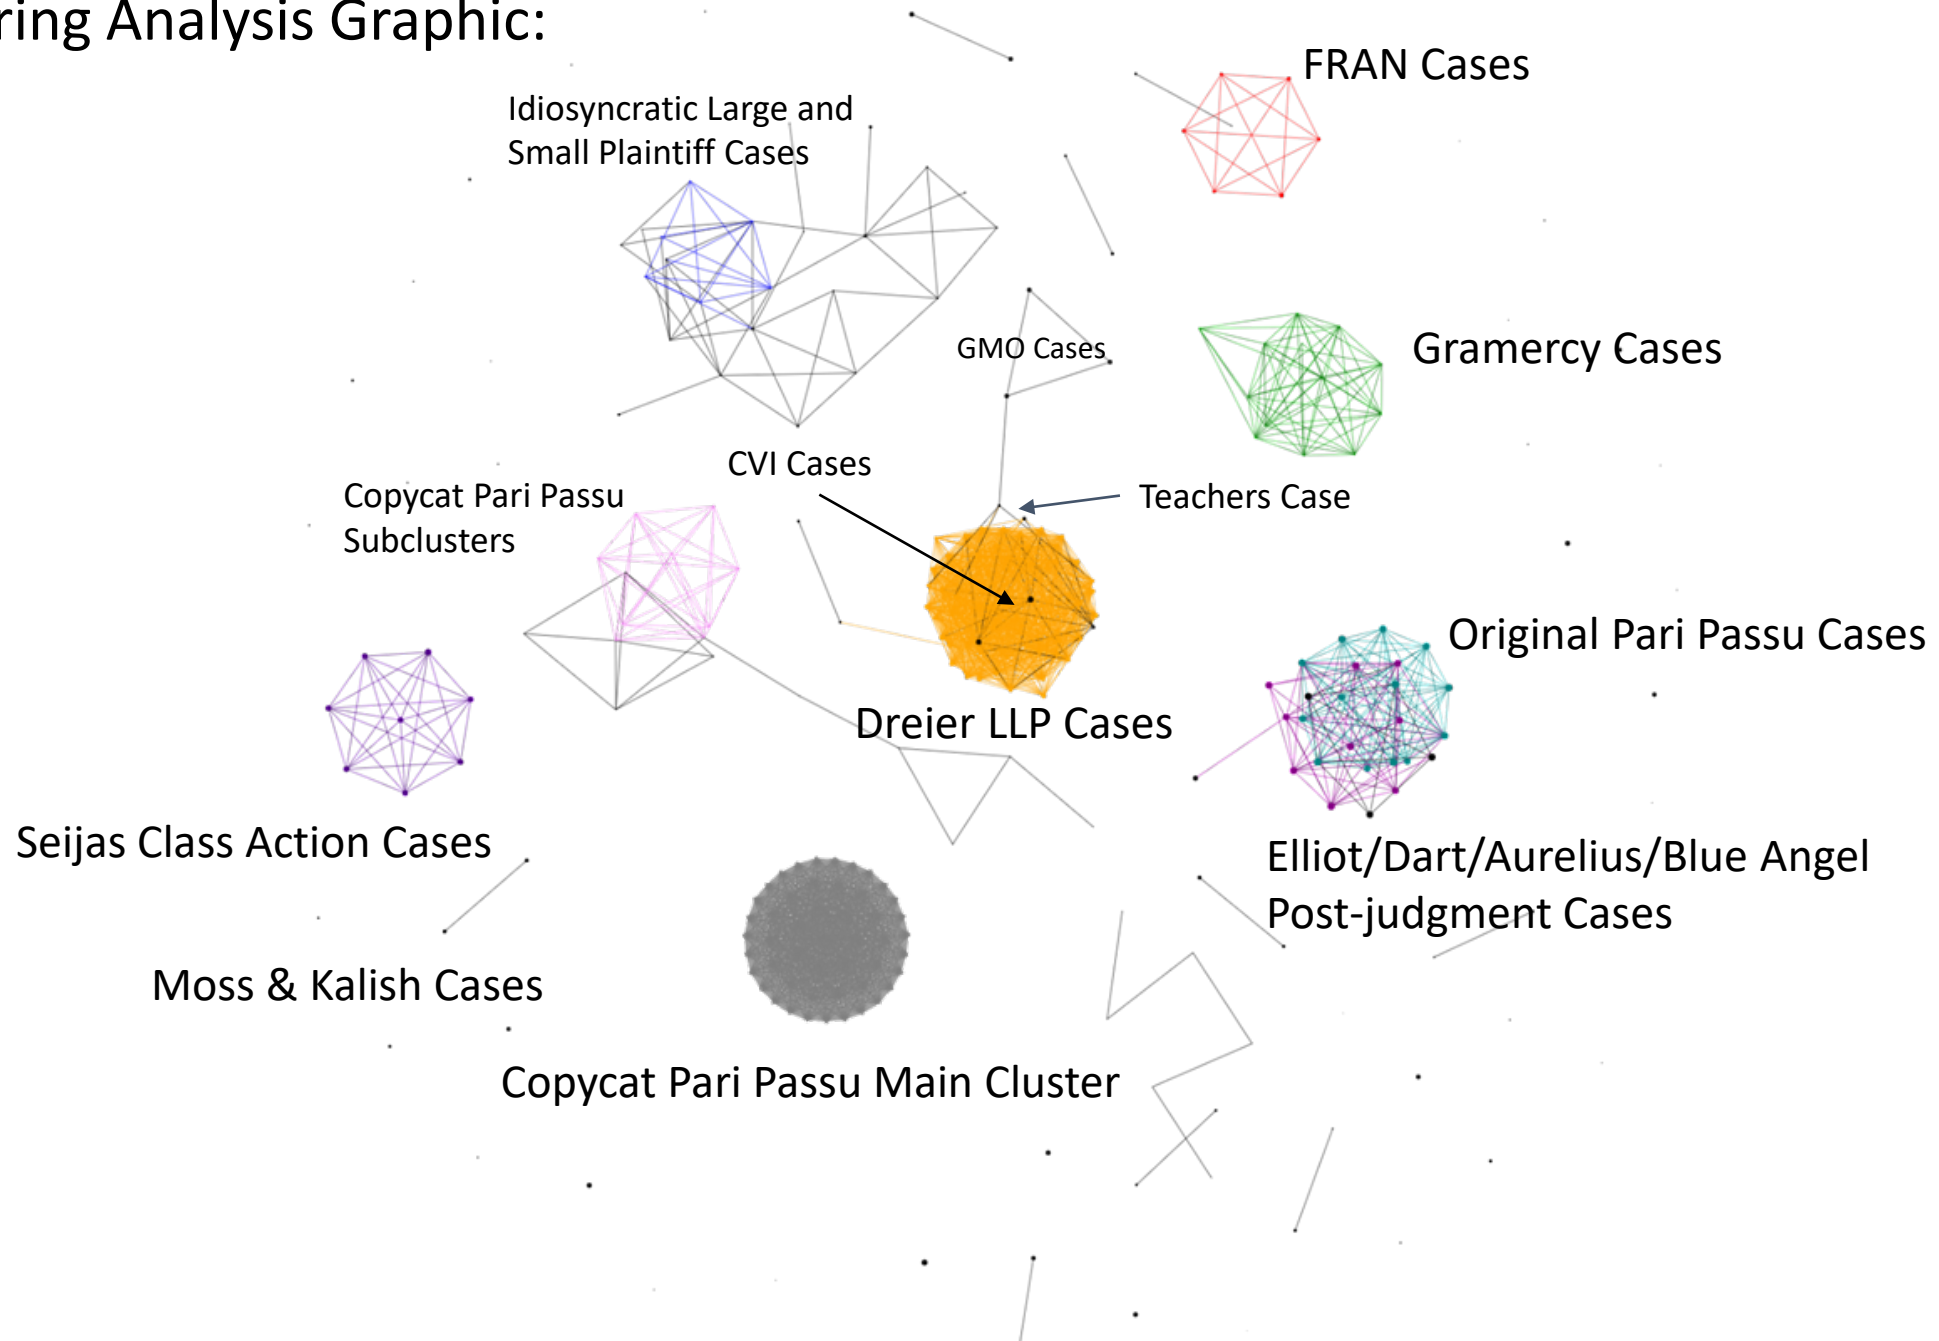 ring Analysis Graphic:
FRAN Cases
Idiosyncratic Large and
Small Plaintiff Cases
GMO Cases
Gramercy Cases
CVI Cases
Copycat Pari Passu
Subclusters
Teachers Case
Original Pari Passu Cases
Dreier LLP Cases
Seijas Class Action Cases
Elliot/Dart/Aurelius/Blue Angel
Post-judgment Cases
Moss & Kalish Cases
Copycat Pari Passu Main Cluster